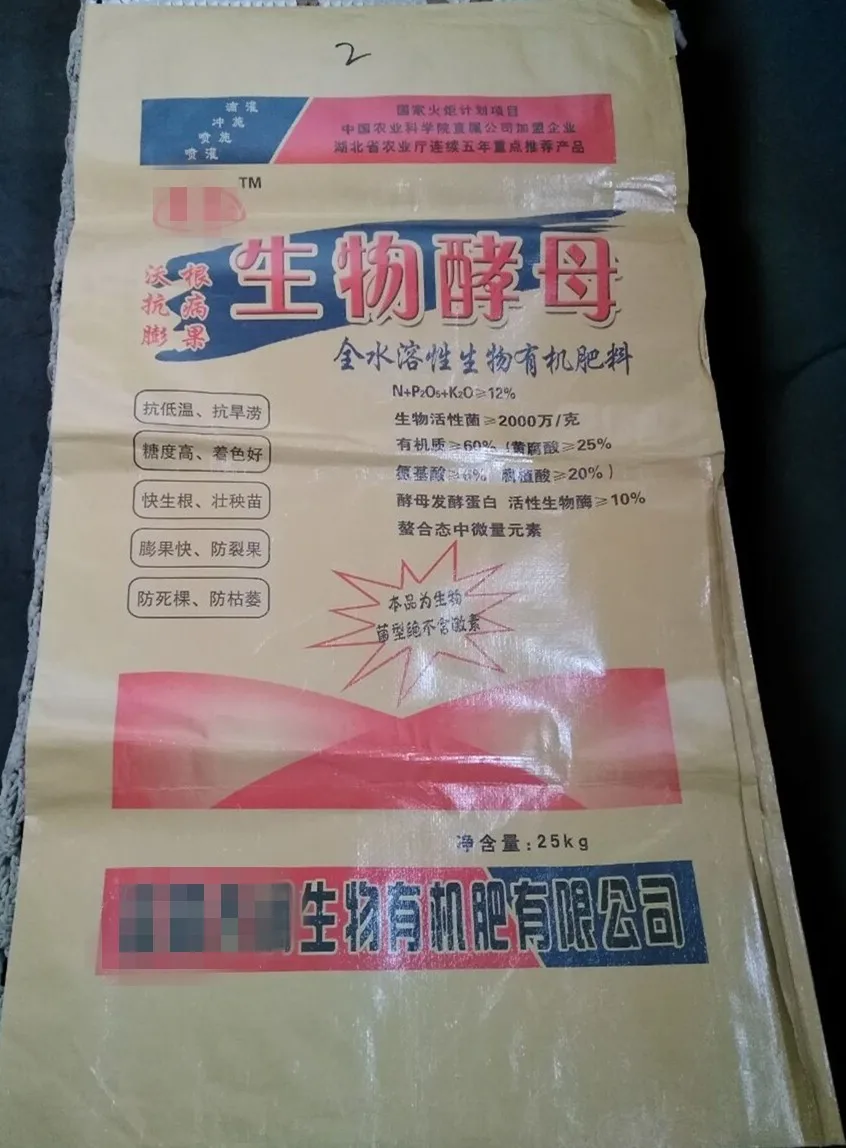 2
滴灌
冲施
喷施
喷灌
国家火炬计划项目
中国农业科学院直属公司加盟企业
湖北省农业厅连续五年重点推荐产品
TM
沃根
抗病
膨果
生物酵母
全水溶性生物有机肥料
N+P₂O₅+K₂O≥12%
生物活性菌≥2000万/克
有机质≥60%（黄腐酸≥25%
氨基酸≥6% 腐植酸≥20%）
酵母发酵蛋白 活性生物酶≥10%
螯合态中微量元素
抗低温、抗旱涝
糖度高、着色好
快生根、壮秧苗
膨果快、防裂果
防死棵、防枯萎
本品为生物
菌型绝不含激素
净含量:25kg
生物有机肥有限公司